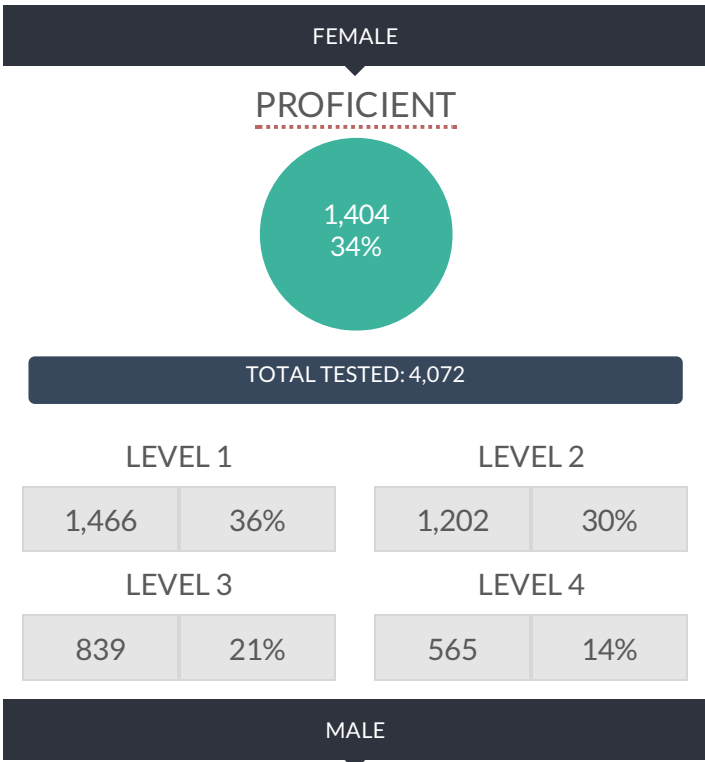 FEMALE
PROFICIENT
1,404
34%
TOTAL TESTED: 4,072
LEVEL 1
LEVEL 2
1,466 36%
1,202 30%
LEVEL 3
LEVEL 4
839 21%
565 14%
MALE